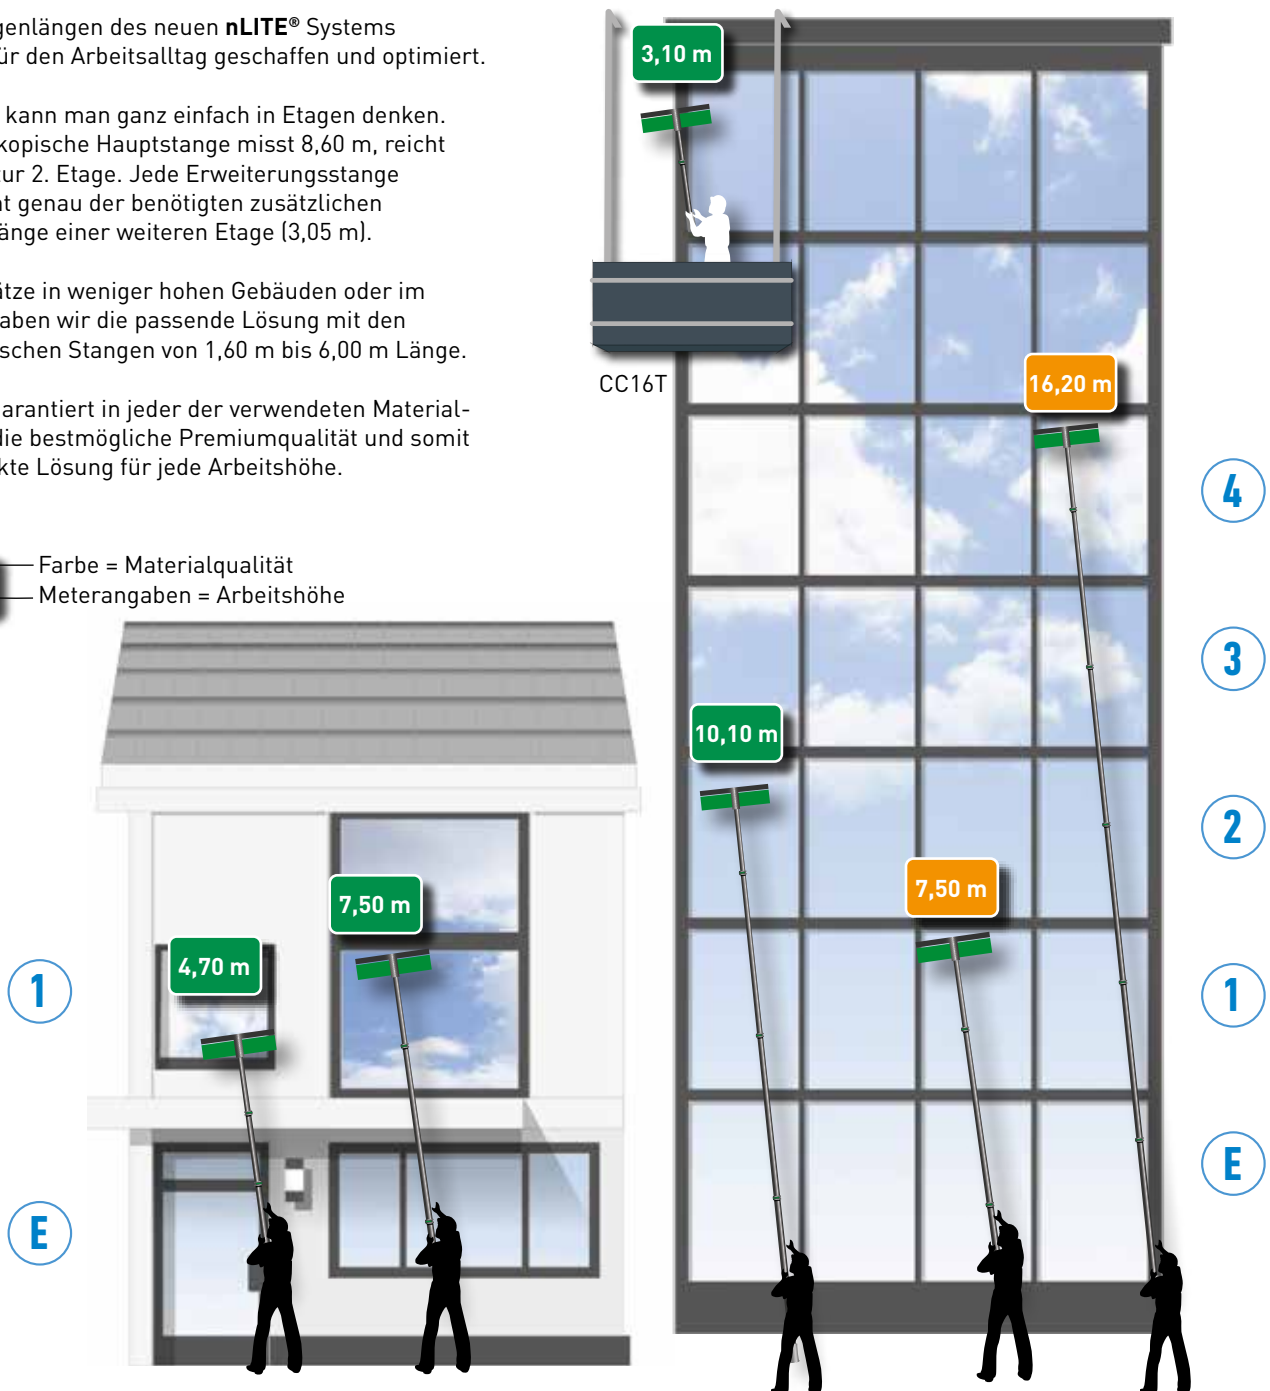 genlängen des neuen nLITE® Systems
ür den Arbeitsalltag geschaffen und optimiert.
kann man ganz einfach in Etagen denken.
kopische Hauptstange misst 8,60 m, reicht
zur 2. Etage. Jede Erweiterungsstange
ht genau der benötigten zusätzlichen
änge einer weiteren Etage (3,05 m).
ätze in weniger hohen Gebäuden oder im
aben wir die passende Lösung mit den
ischen Stangen von 1,60 m bis 6,00 m Länge.
arantiert in jeder der verwendeten Material-
die bestmögliche Premiumqualität und somit
kte Lösung für jede Arbeitshöhe.
Farbe = Materialqualität
Meterangaben = Arbeitshöhe
3,10 m
CC16T
16,20 m
10,10 m
7,50 m
7,50 m
4,70 m
1
E
4
3
2
1
E